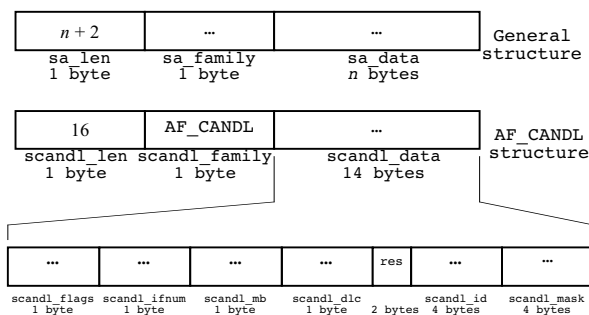 n + 2 ... ... General
sa_len sa_family sa_data structure
1 byte 1 byte n bytes
16 AF_CANDL ... AF_CANDL
scandl_len scandl_family scandl_data structure
1 byte 1 byte 14 bytes
... ... ... ... res ... ...
scandl_flags scandl_ifnum scandl_mb scandl_dlc scandl_id scandl_mask
1 byte 1 byte 1 byte 1 byte 2 bytes 4 bytes 4 bytes